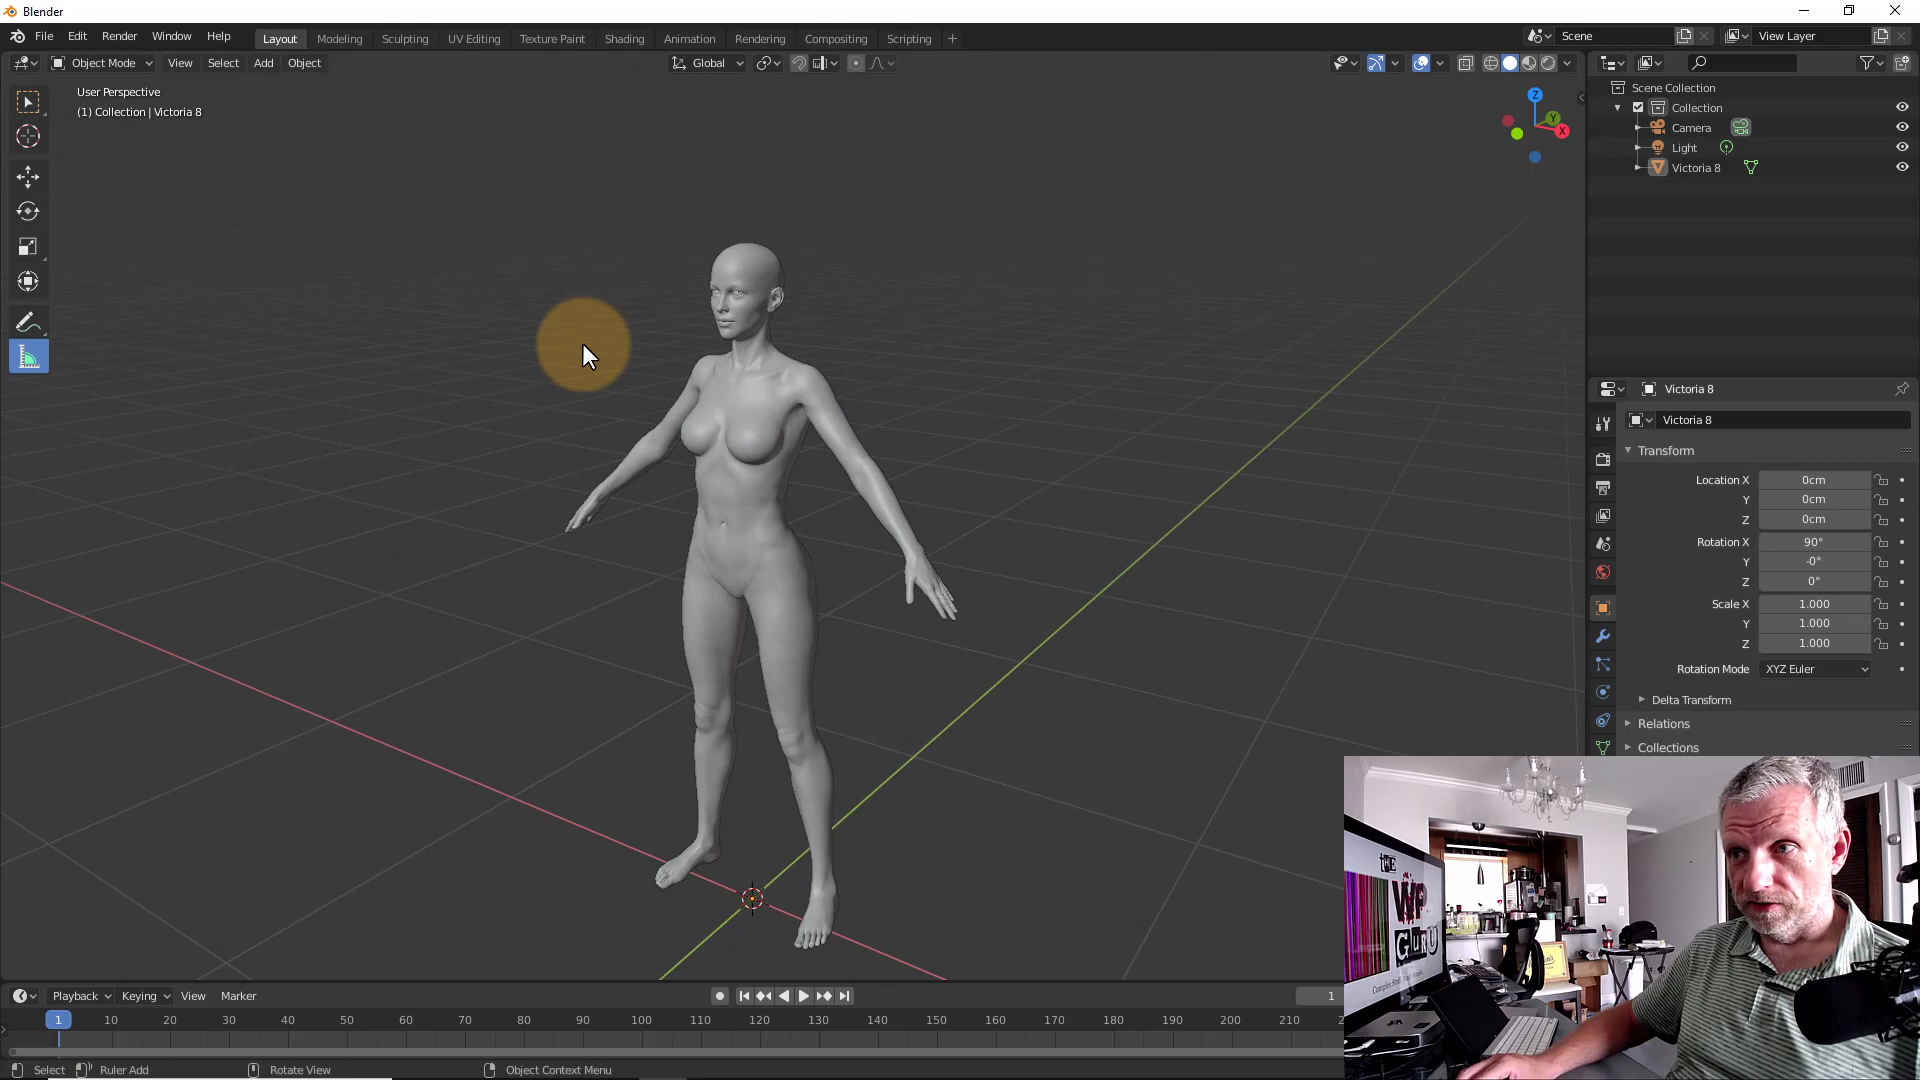 Blender
File Edit Render Window Help
Layout Modeling Sculpting UV Editing Texture Paint Shading Animation Rendering Compositing Scripting +
Scene
View Layer
Object Mode View Select Add Object
Global
User Perspective
(1) Collection | Victoria 8
Z
Y
X
Scene Collection
Collection
Camera
Light
Victoria 8
Victoria 8
Victoria 8
Transform
Location X 0cm
Y 0cm
Z 0cm
Rotation X 90°
Y -0°
Z 0°
Scale X 1.000
Y 1.000
Z 1.000
Rotation Mode XYZ Euler
Delta Transform
Relations
Collections
THE
WP
GURU
Playback Keying View Marker
1
1 10 20 30 40 50 60 70 80 90 100 110 120 130 140 150 160 170 180 190 200 210
Select Ruler Add Rotate View Object Context Menu